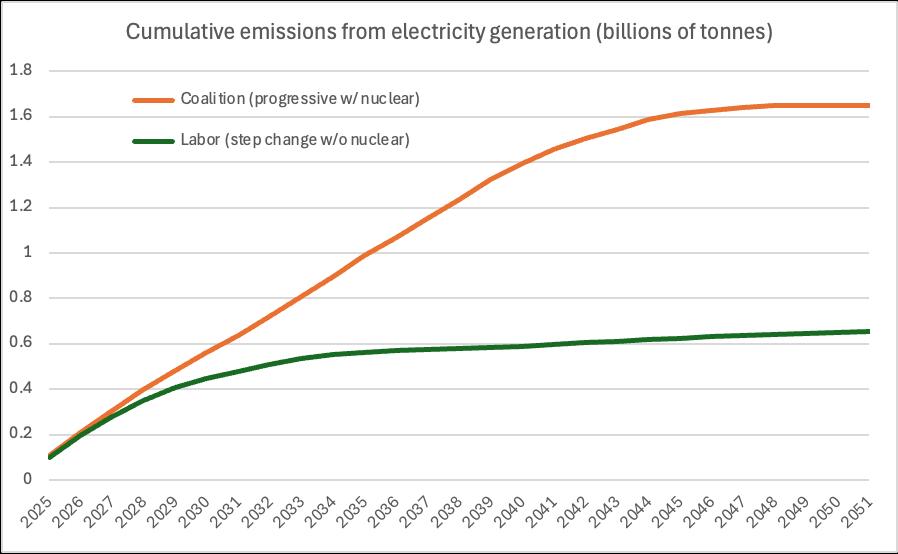 Cumulative emissions from electricity generation (billions of tonnes)
1.8
Coalition (progressive w/ nuclear)
1.6
Labor (step change w/o nuclear)
1.4
1.2
1
0.8
0.6
0.4
0.2
0
2025 2026 2027 2028 2029 2030 2031 2032 2033 2034 2035 2036 2037 2038 2039 2040 2041 2042 2043 2044 2045 2046 2047 2048 2049 2050 2051